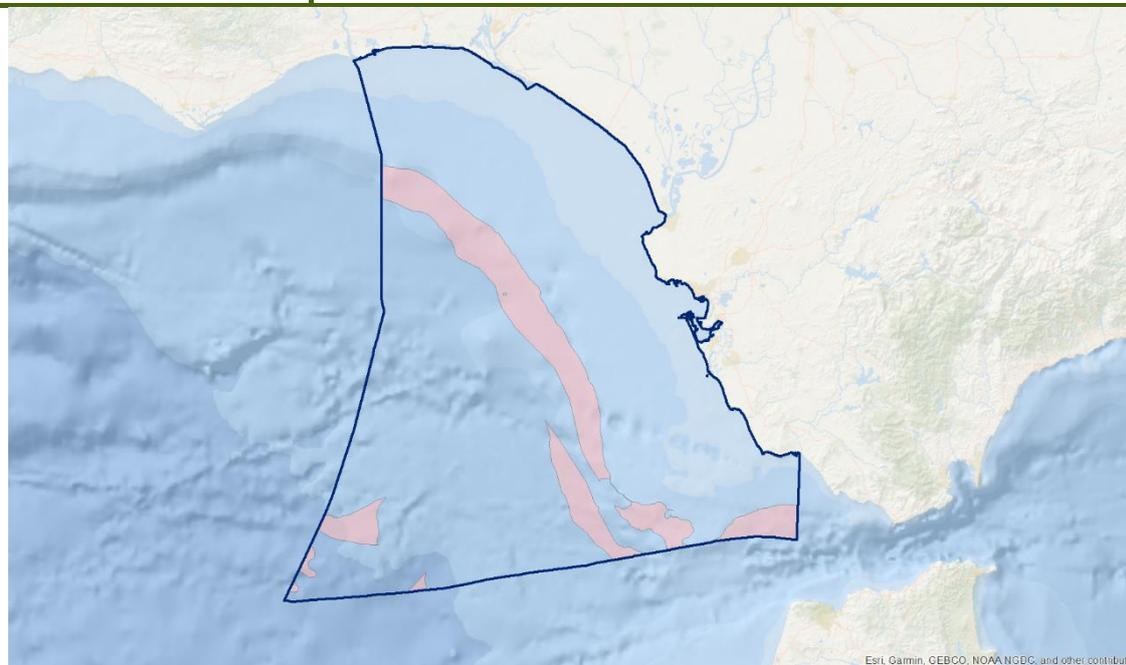 Esri, Garmin, GEBCO, NOAA NGDC, and other contribut